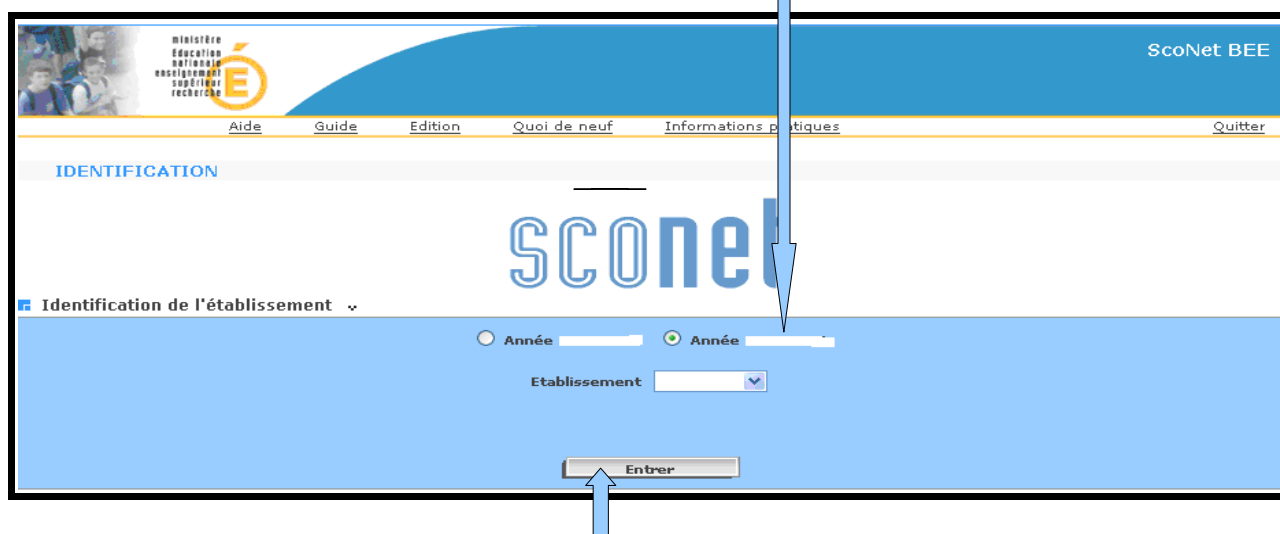 ministère
éducation
nationale
enseignement
supérieur
recherche
É
ScoNet BEE
Aide Guide Edition Quoi de neuf Informations pratiques Quitter
IDENTIFICATION
sconet
Identification de l'établissement
Année Année
Etablissement
Entrer